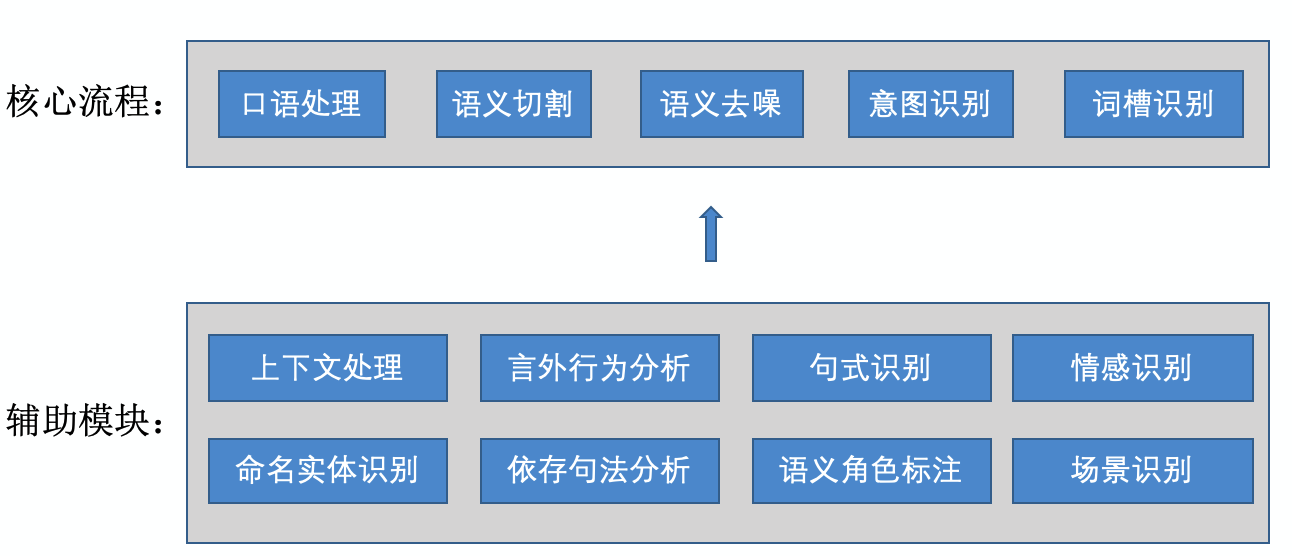 核心流程：
口语处理
语义切割
语义去噪
意图识别
词槽识别
辅助模块：
上下文处理
言外行为分析
句式识别
情感识别
命名实体识别
依存句法分析
语义角色标注
场景识别